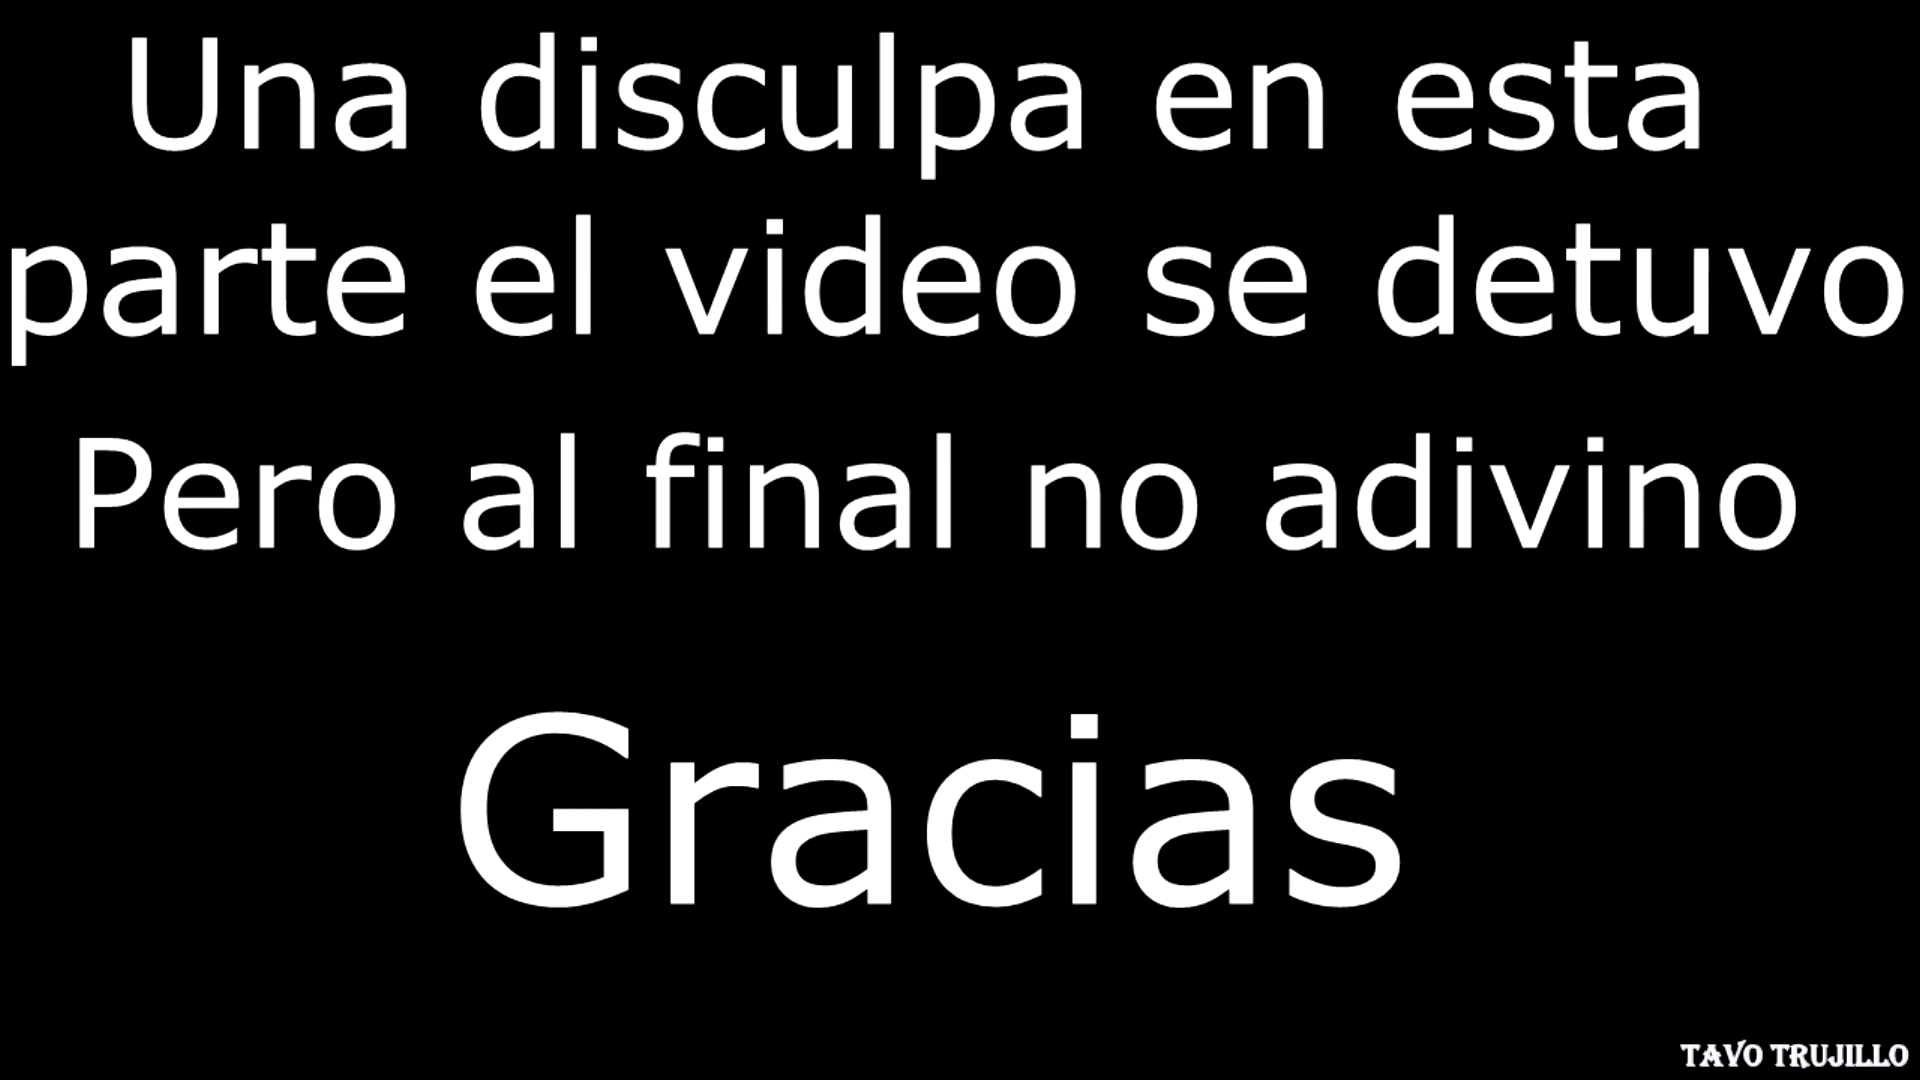 Una disculpa en esta
parte el video se detuvo
Pero al final no adivino
Gracias
TAVO TRUJILLO